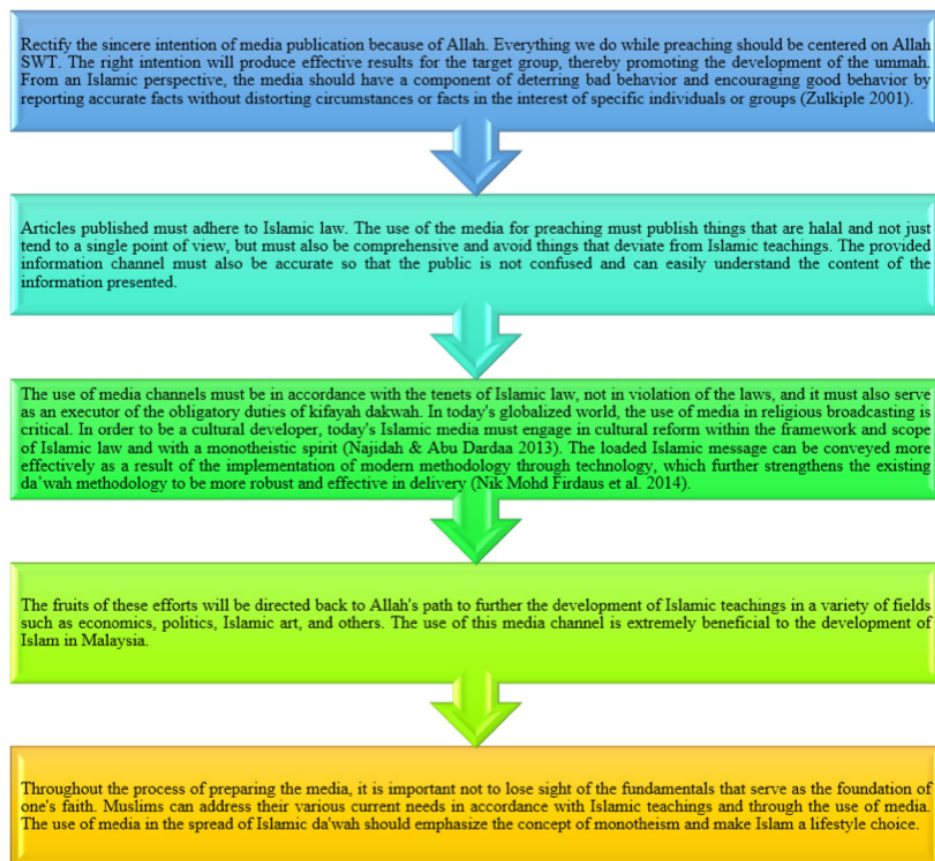 Rectify the sincere intention of media publication because of Allah. Everything we do while preaching should be centered on Allah
SWT. The right intention will produce effective results for the target group, thereby promoting the development of the ummah.
From an Islamic perspective, the media should have a component of deterring bad behavior and encouraging good behavior by
reporting accurate facts without distorting circumstances or facts in the interest of specific individuals or groups (Zulkiple 2001).
Articles published must adhere to Islamic law. The use of the media for preaching must publish things that are halal and not just
tend to a single point of view, but must also be comprehensive and avoid things that deviate from Islamic teachings. The provided
information channel must also be accurate so that the public is not confused and can easily understand the content of the
information presented.
The use of media channels must be in accordance with the tenets of Islamic law, not in violation of the laws, and it must also serve
as an executor of the obligatory duties of kifayah dakwah. In today's globalized world, the use of media in religious broadcasting is
critical. In order to be a cultural developer, today's Islamic media must engage in cultural reform within the framework and scope
of Islamic law and with a monotheistic spirit (Najidah & Abu Dardaa 2013). The loaded Islamic message can be conveyed more
effectively as a result of the implementation of modern methodology through technology, which further strengthens the existing
da’wah methodology to be more robust and effective in delivery (Nik Mohd Firdaus et al. 2014).
The fruits of these efforts will be directed back to Allah's path to further the development of Islamic teachings in a variety of fields
such as economics, politics, Islamic art, and others. The use of this media channel is extremely beneficial to the development of
Islam in Malaysia.
Throughout the process of preparing the media, it is important not to lose sight of the fundamentals that serve as the foundation of
one's faith. Muslims can address their various current needs in accordance with Islamic teachings and through the use of media.
The use of media in the spread of Islamic da'wah should emphasize the concept of monotheism and make Islam a lifestyle choice.